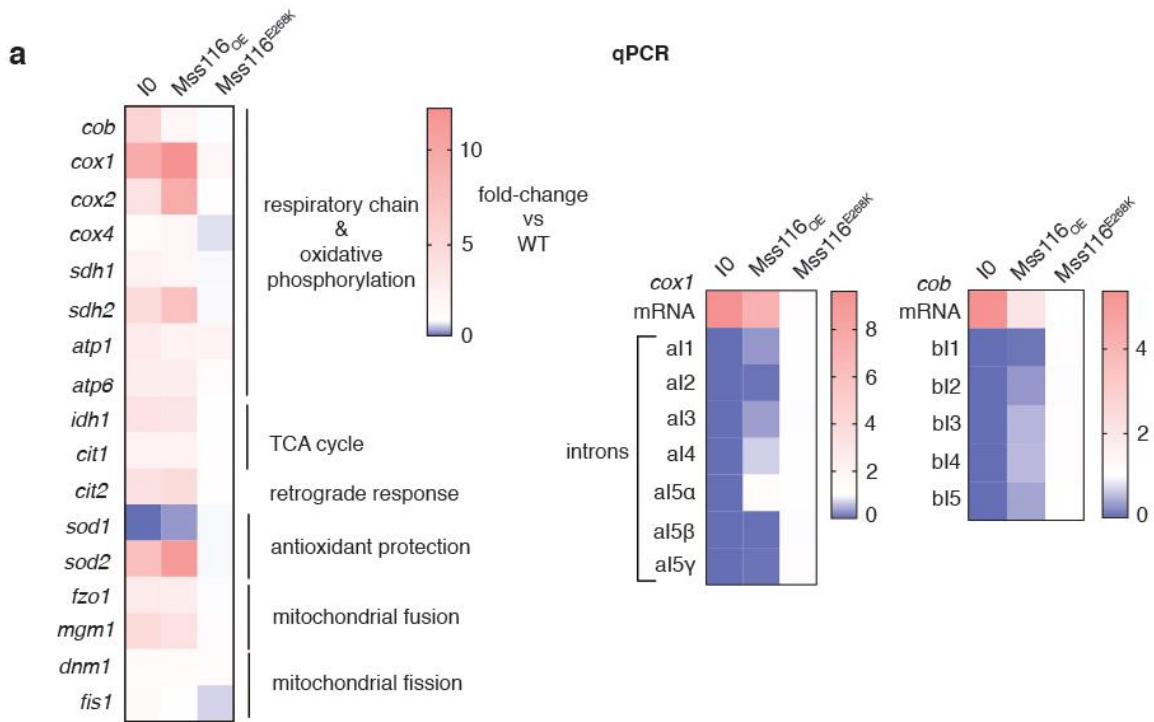 a
I0
Mss116OE
Mss116E268K
cob
cox1
cox2
cox4
sdh1
sdh2
atp1
atp6
idh1
cit1
cit2
sod1
sod2
fzo1
mgm1
dnm1
fis1
respiratory chain
&
oxidative
phosphorylation
TCA cycle
retrograde response
antioxidant protection
mitochondrial fusion
mitochondrial fission
10
5
0
fold-change
vs
WT
qPCR
I0
Mss116OE
Mss116E268K
cox1
mRNA
introns
aI1
aI2
aI3
aI4
aI5α
aI5β
aI5γ
8
6
4
2
0
I0
Mss116OE
Mss116E268K
cob
mRNA
bI1
bI2
bI3
bI4
bI5
4
2
0